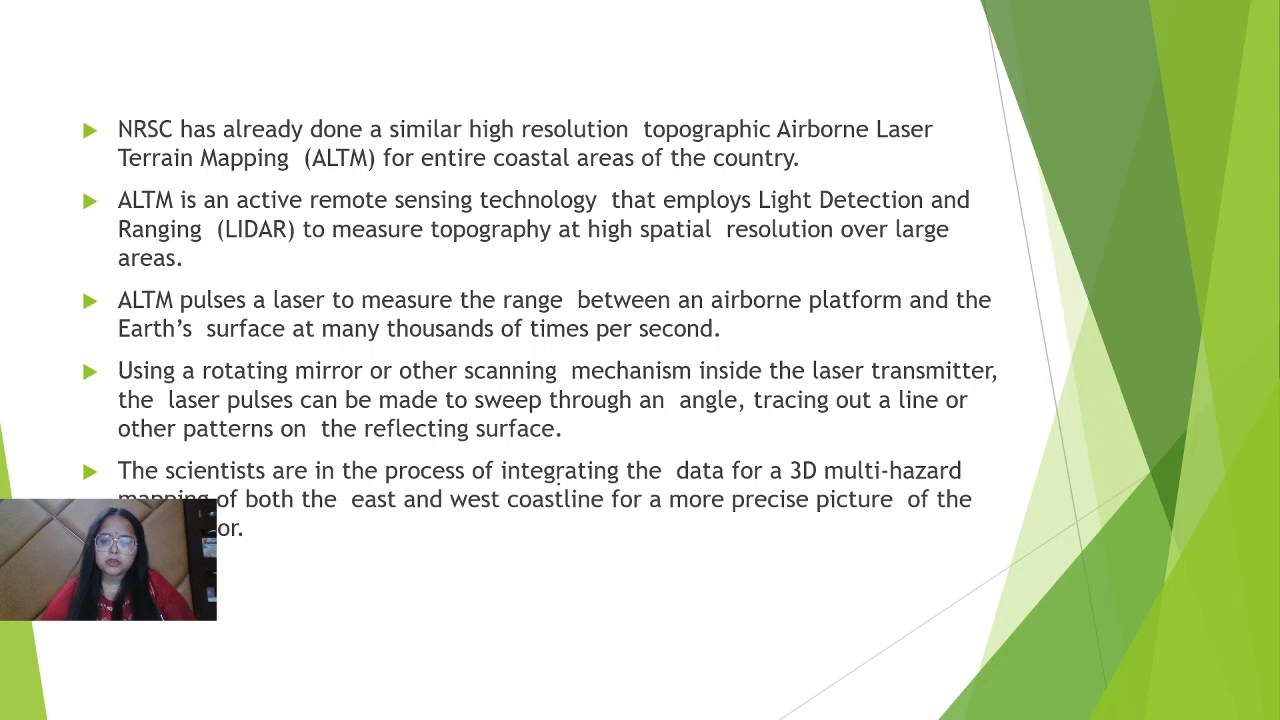 NRSC has already done a similar high resolution topographic Airborne Laser
Terrain Mapping (ALTM) for entire coastal areas of the country.
ALTM is an active remote sensing technology that employs Light Detection and
Ranging (LIDAR) to measure topography at high spatial resolution over large
areas.
ALTM pulses a laser to measure the range between an airborne platform and the
Earth’s surface at many thousands of times per second.
Using a rotating mirror or other scanning mechanism inside the laser transmitter,
the laser pulses can be made to sweep through an angle, tracing out a line or
other patterns on the reflecting surface.
The scientists are in the process of integrating the data for a 3D multi-hazard
mapping of both the east and west coastline for a more precise picture of the